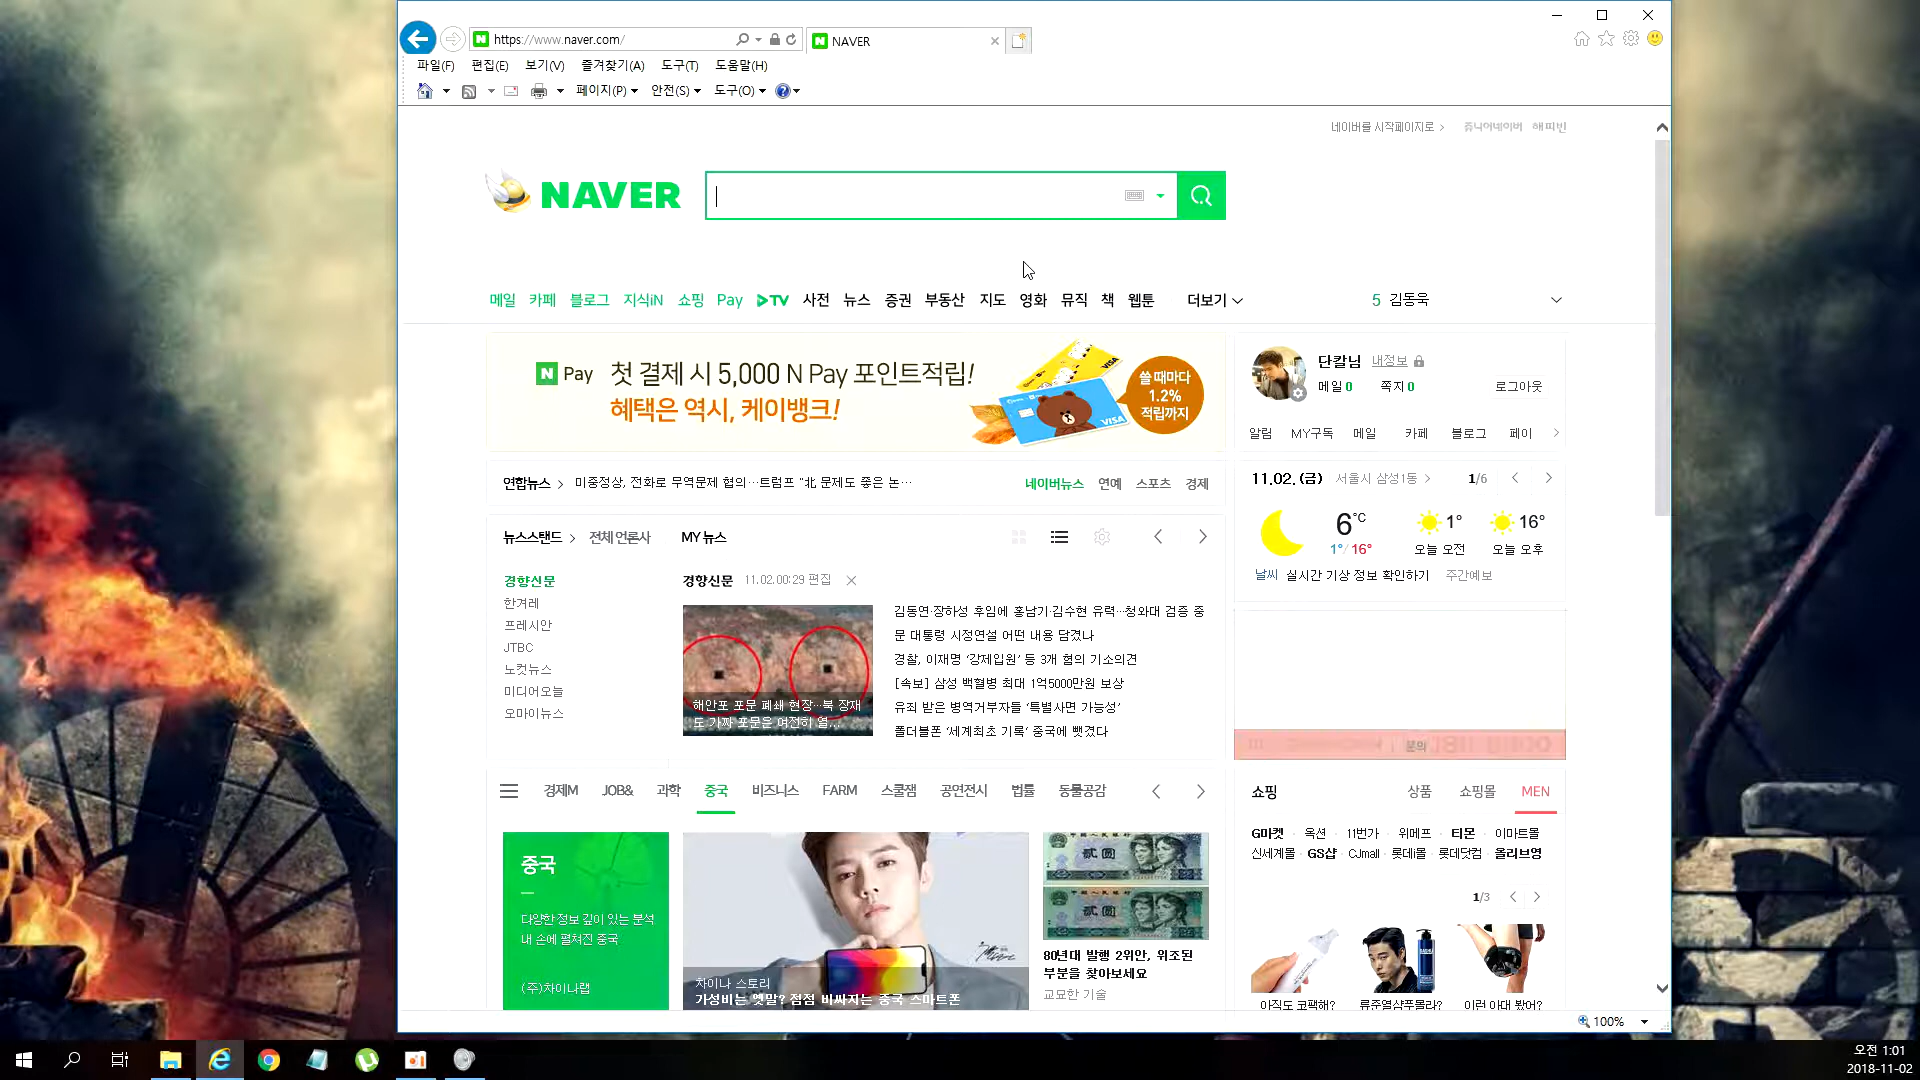 https://www.naver.com/
NAVER
파일(F) 편집(E) 보기(V) 즐겨찾기(A) 도구(T) 도움말(H)
페이지(P) 안전(S) 도구(O)
네이버를 시작페이지로 쥬니어네이버 해피빈
NAVER
메일 카페 블로그 지식iN 쇼핑 Pay TV 사전 뉴스 증권 부동산 지도 영화 뮤직 책 웹툰 더보기
5 김동욱
N Pay 첫 결제 시 5,000 N Pay 포인트적립!
혜택은 역시, 케이뱅크!
VISA
VISA
쓸 때마다
1.2%
적립까지
단칼님 내정보
메일 0 쪽지 0 로그아웃
알림 MY구독 메일 카페 블로그 페이
연합뉴스 미중정상, 전화로 무역문제 협의…트럼프 "北 문제도 좋은 논…
네이버뉴스 연예 스포츠 경제
11.02.(금) 서울시 삼성1동 1/6
6°C
1°/16°
1° 16°
오늘 오전 오늘 오후
날씨 실시간 기상 정보 확인하기 주간예보
뉴스스탠드 전체 언론사 MY 뉴스
경향신문
한겨레
프레시안
JTBC
노컷뉴스
미디어오늘
오마이뉴스
경향신문 11.02. 00:29 편집
해안포 포문 폐쇄 현장…북 장재
도 가짜 포문은 여전히 열...
김동연·장하성 후임에 홍남기·김수현 유력…청와대 검증 중
문 대통령 시정연설 어떤 내용 담겼나
경찰, 이재명 '강제입원' 등 3개 혐의 기소의견
[속보] 삼성 백혈병 최대 1억5000만원 보상
유죄 받은 병역거부자들 '특별사면 가능성'
폴더블폰 '세계최초 기록' 중국에 뺏겼다
문의
경제M JOB& 과학 중국 비즈니스 FARM 스쿨잼 공연전시 법률 동물공감
중국
다양한 정보 깊이 있는 분석
내 손에 펼쳐진 중국
(주)차이나랩
차이나 스토리
가성비는 옛말? 점점 비싸지는 중국 스마트폰
贰圆
贰圆
80년대 발행 2위안, 위조된
부분을 찾아보세요
교묘한 기술
쇼핑 상품 쇼핑몰 MEN
G마켓 옥션 11번가 위메프 티몬 이마트몰
신세계몰 GS샵 CJmall 롯데i몰 롯데닷컴 올리브영
1/3
아직도 코팩해? 류준열샴푸몰라? 이런 아대 봤어?
100%
오전 1:01
2018-11-02